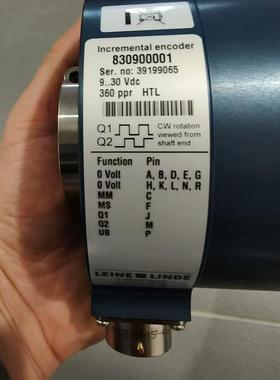 Incremental encoder
830900001
Ser. no: 39199065
9..30 Vdc
360 ppr HTL
Q1
Q2
CW rotation
viewed from
shaft end
Function Pin
0 Volt A, B, D, E, G
0 Volt H, K, L, N, R
MM C
MS F
Q1 J
Q2 M
UB P
LEINE LINDE